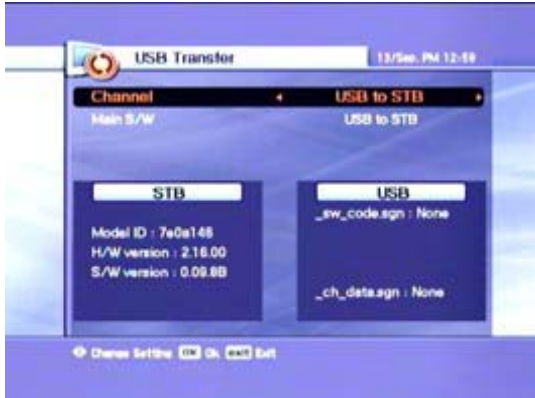 USB Transfer
13/Sep. PM 12:59
Channel USB to STB
Main S/W USB to STB
STB
Model ID : 7e0a146
H/W version : 2.16.00
S/W version : 0.09.8B
USB
_sw_code.sgn : None
_ch_data.sgn : None
Change Setting OK Ok exit Exit